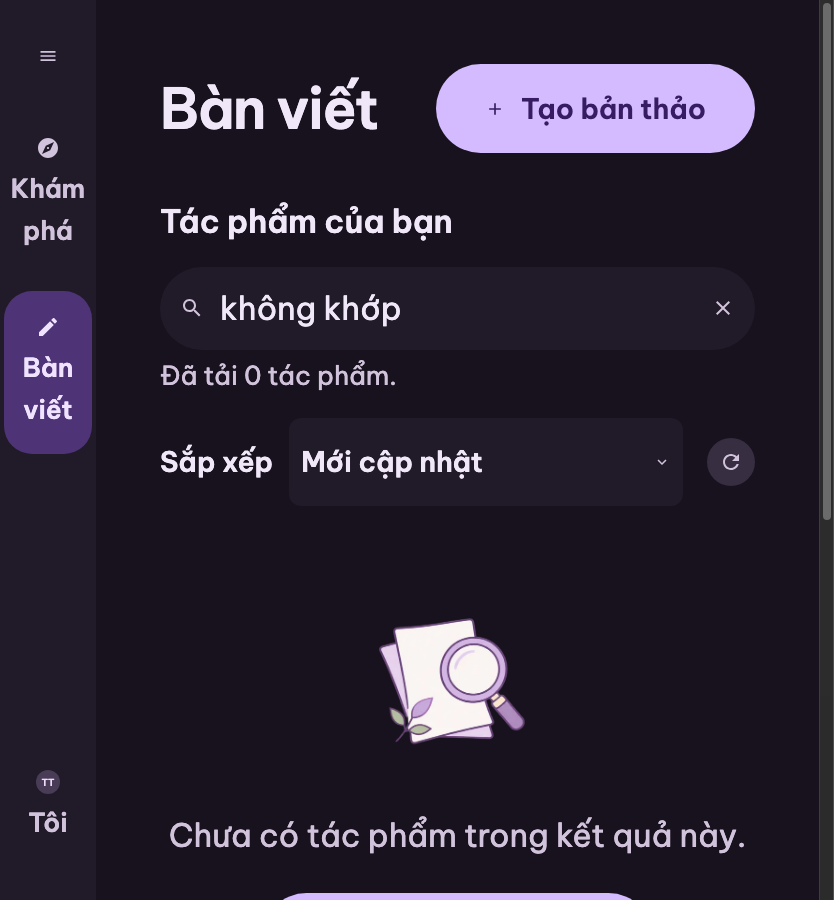 Bàn viết
+ Tạo bản thảo
Khám
phá
Tác phẩm của bạn
không khớp
Bàn
viết
Đã tải 0 tác phẩm.
Sắp xếp
Mới cập nhật
TT
Tôi
Chưa có tác phẩm trong kết quả này.